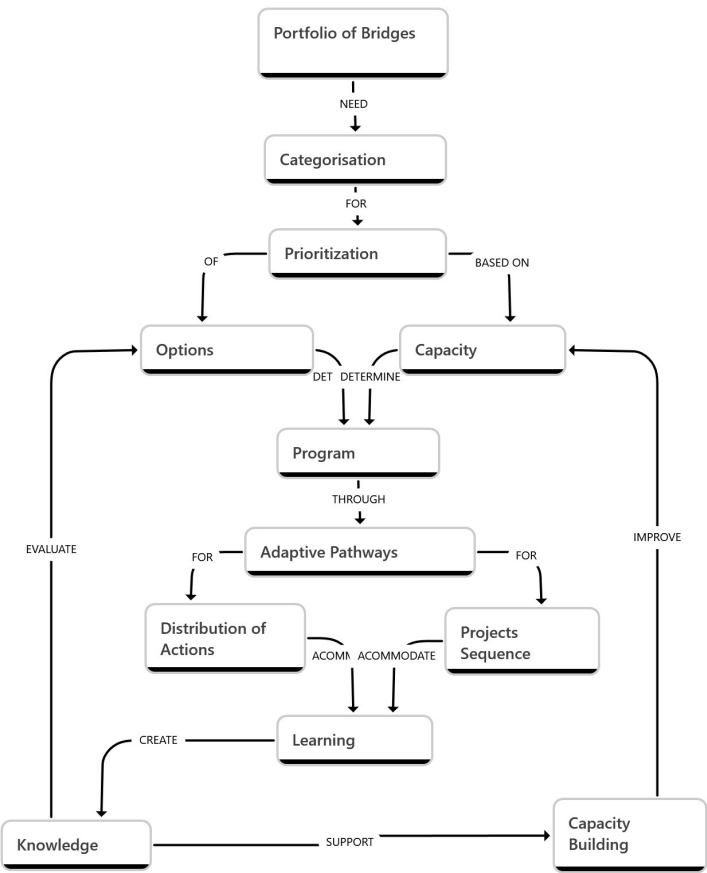 Portfolio of Bridges
NEED
Categorisation
FOR
Prioritization
OF
BASED ON
Options
Capacity
DET
DETERMINE
Program
THROUGH
EVALUATE
IMPROVE
Adaptive Pathways
FOR
FOR
Distribution of
Actions
Projects
Sequence
ACOMM
ACOMMODATE
Learning
CREATE
Knowledge
SUPPORT
Capacity
Building